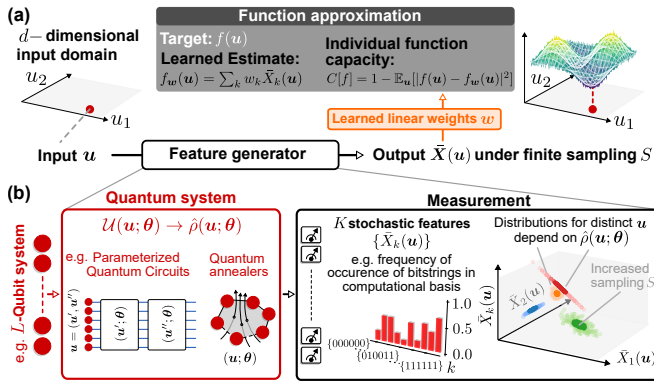 (a)
Function approximation
d− dimensional
input domain
u₂
u₁
Target: f(u)
Learned Estimate:
f_w(u) = ∑_k w_k X̄_k(u)
Individual function
capacity:
C[f] = 1 − 𝔼_u[|f(u) − f_w(u)|²]
u₂
u₁
Learned linear weights w
Input u
Feature generator
Output X̄(u) under finite sampling S
(b)
Quantum system
𝒰(u; θ) → ρ̂(u; θ)
e.g. Parameterized
Quantum Circuits
Quantum
annealers
e.g. L-Qubit system
u = (u', u'')
(u'; θ)
(u''; θ)
(u; θ)
Measurement
K stochastic features
{X̄_k(u)}
e.g. frequency of
occurence of bitstrings in
computational basis
1.0
0.5
0.0
{000000}
{010011}
...
{111111}
k
Distributions for distinct u
depend on ρ̂(u; θ)
Increased
sampling S
X̄_k(u)
X̄_2(u)
X̄_1(u)